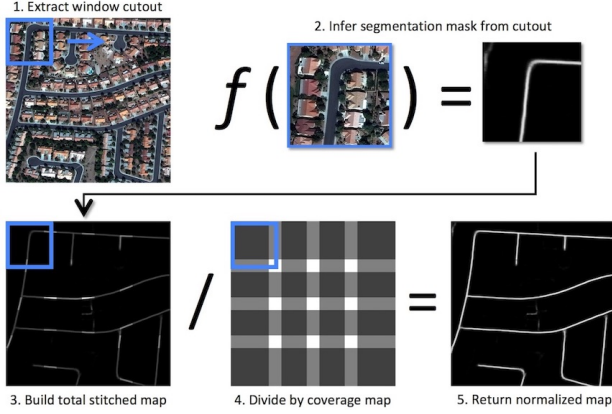 1. Extract window cutout
2. Infer segmentation mask from cutout
f ( ) =
/ =
3. Build total stitched map
4. Divide by coverage map
5. Return normalized map